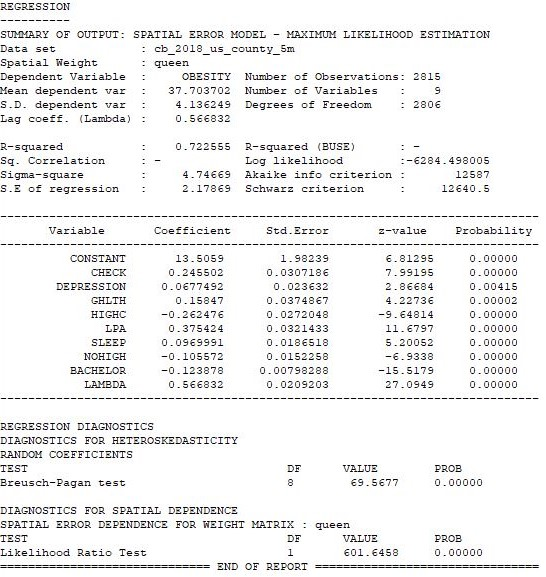 REGRESSION
----------
SUMMARY OF OUTPUT: SPATIAL ERROR MODEL - MAXIMUM LIKELIHOOD ESTIMATION
Data set : cb_2018_us_county_5m
Spatial Weight : queen
Dependent Variable : OBESITY Number of Observations: 2815
Mean dependent var : 37.703702 Number of Variables : 9
S.D. dependent var : 4.136249 Degrees of Freedom : 2806
Lag coeff. (Lambda) : 0.566832
R-squared : 0.722555 R-squared (BUSE) : -
Sq. Correlation : - Log likelihood :-6284.498005
Sigma-square : 4.74669 Akaike info criterion : 12587
S.E of regression : 2.17869 Schwarz criterion : 12640.5
Variable Coefficient Std.Error z-value Probability
CONSTANT 13.5059 1.98239 6.81295 0.00000
CHECK 0.245502 0.0307186 7.99195 0.00000
DEPRESSION 0.0677492 0.023632 2.86684 0.00415
GHLTH 0.15847 0.0374867 4.22736 0.00002
HIGHC -0.262476 0.0272048 -9.64814 0.00000
LPA 0.375424 0.0321433 11.6797 0.00000
SLEEP 0.0969991 0.0186518 5.20052 0.00000
NOHIGH -0.105572 0.0152258 -6.9338 0.00000
BACHELOR -0.123878 0.00798288 -15.5179 0.00000
LAMBDA 0.566832 0.0209203 27.0949 0.00000
REGRESSION DIAGNOSTICS
DIAGNOSTICS FOR HETEROSKEDASTICITY
RANDOM COEFFICIENTS
TEST DF VALUE PROB
Breusch-Pagan test 8 69.5677 0.00000
DIAGNOSTICS FOR SPATIAL DEPENDENCE
SPATIAL ERROR DEPENDENCE FOR WEIGHT MATRIX : queen
TEST DF VALUE PROB
Likelihood Ratio Test 1 601.6458 0.00000
============================== END OF REPORT ==============================